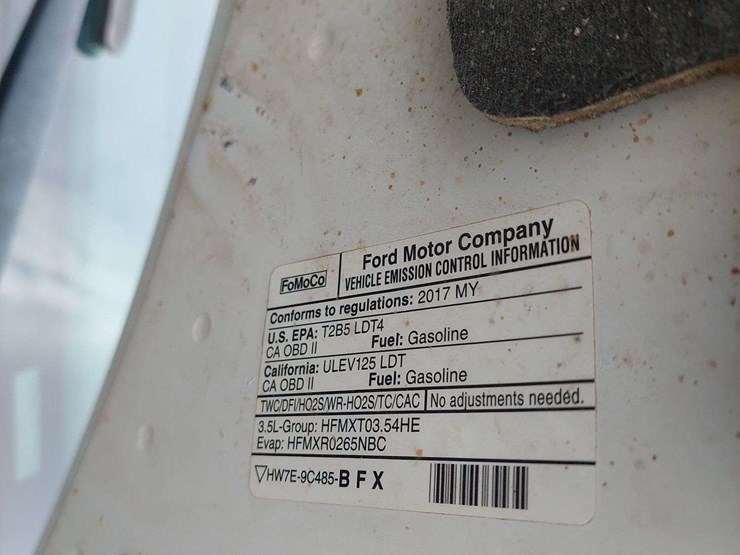 FoMoCo
Ford Motor Company
VEHICLE EMISSION CONTROL INFORMATION
Conforms to regulations: 2017 MY
U.S. EPA: T2B5 LDT4
CA OBD II Fuel: Gasoline
California: ULEV125 LDT
CA OBD II Fuel: Gasoline
TWC/DFI/HO2S/WR-HO2S/TC/CAC No adjustments needed.
3.5L-Group: HFMXT03.54HE
Evap: HFMXR0265NBC
HW7E-9C485-B F X